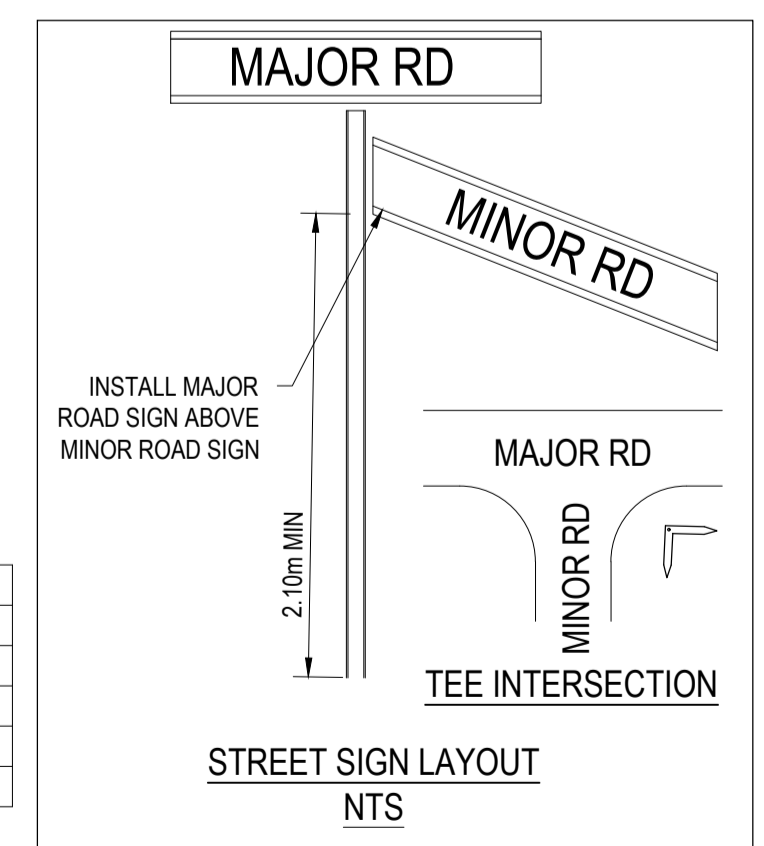 MAJOR RD
MINOR RD
INSTALL MAJOR
ROAD SIGN ABOVE
MINOR ROAD SIGN
2.10m MIN
MAJOR RD
MINOR RD
TEE INTERSECTION
STREET SIGN LAYOUT
NTS